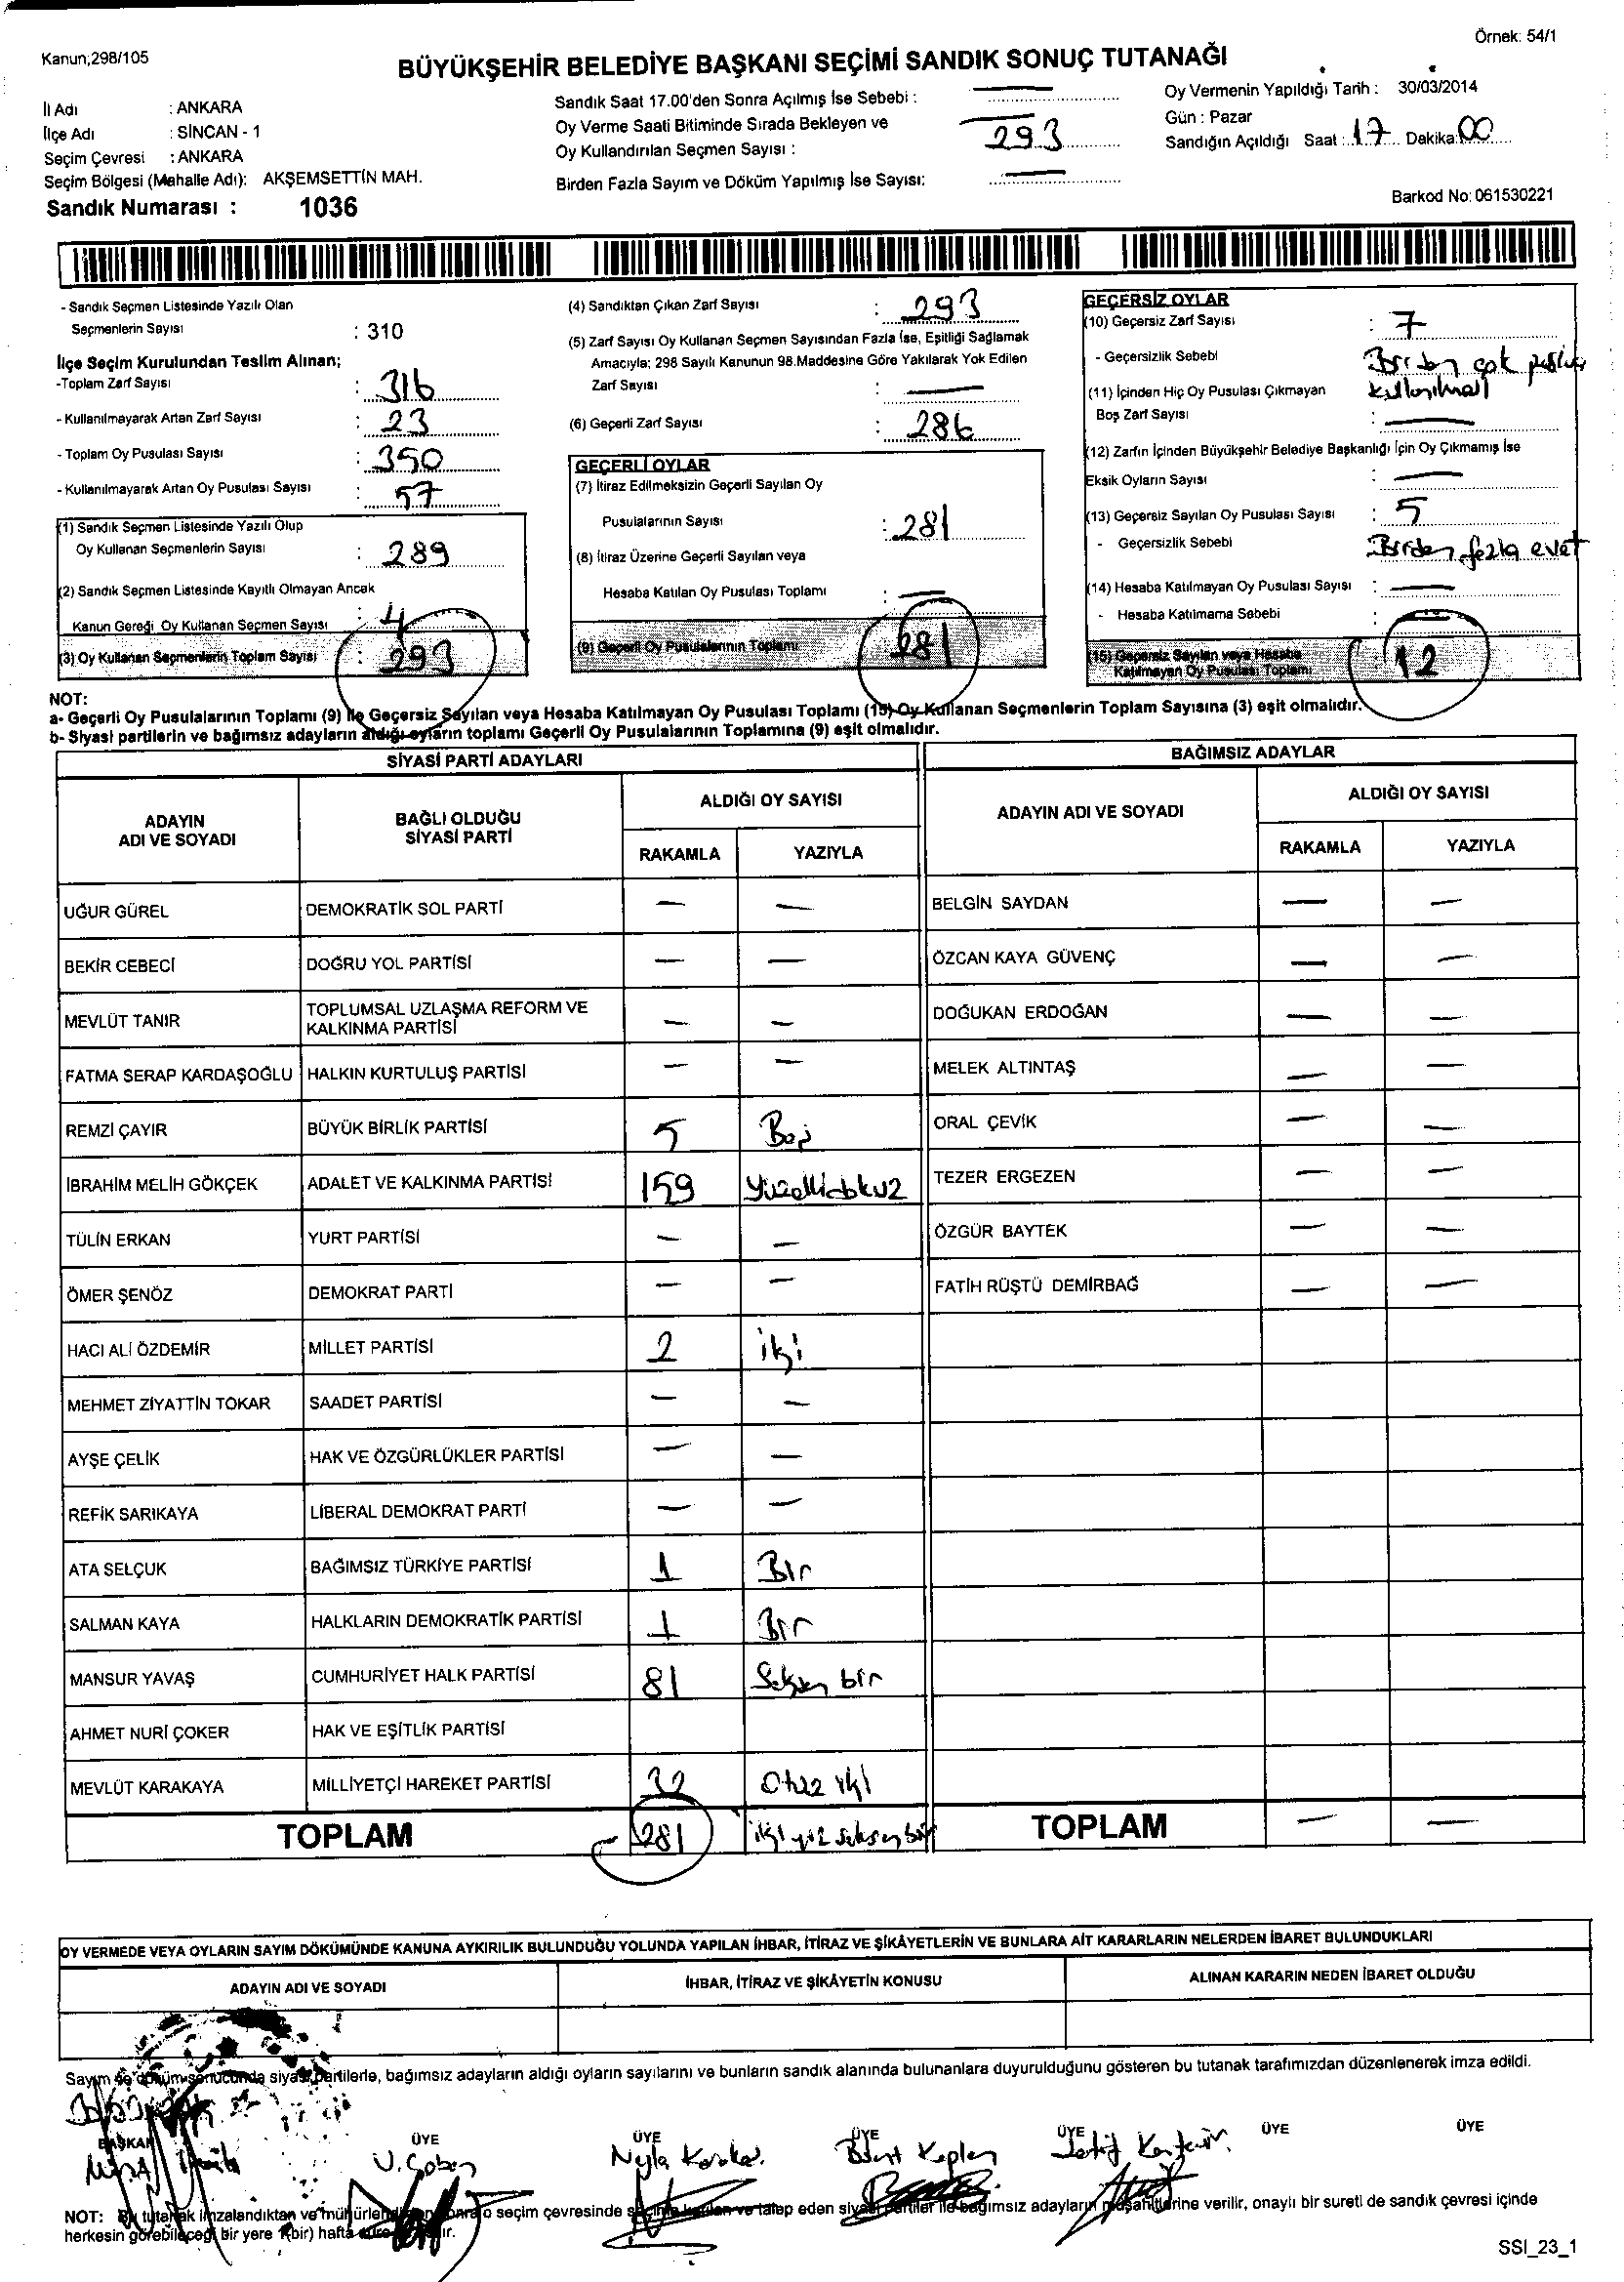 Örnek: 54/1
Kanun;298/105
BÜYÜKŞEHİR BELEDİYE BAŞKANI SEÇİMİ SANDIK SONUÇ TUTANAĞI
İl Adı : ANKARA
İlçe Adı : SİNCAN - 1
Seçim Çevresi : ANKARA
Seçim Bölgesi (Mahalle Adı): AKŞEMSETTİN MAH.
Sandık Numarası : 1036
Sandık Saat 17.00'den Sonra Açılmış İse Sebebi : —
Oy Verme Saati Bitiminde Sırada Bekleyen ve
Oy Kullandırılan Seçmen Sayısı : 293
Birden Fazla Sayım ve Döküm Yapılmış İse Sayısı: —
Oy Vermenin Yapıldığı Tarih : 30/03/2014
Gün : Pazar
Sandığın Açıldığı Saat : 17 Dakika: 00
Barkod No: 061530221
- Sandık Seçmen Listesinde Yazılı Olan
Seçmenlerin Sayısı : 310
İlçe Seçim Kurulundan Teslim Alınan;
-Toplam Zarf Sayısı : 316
- Kullanılmayarak Artan Zarf Sayısı : 23
- Toplam Oy Pusulası Sayısı : 350
- Kullanılmayarak Artan Oy Pusulası Sayısı : 57
(1) Sandık Seçmen Listesinde Yazılı Olup
Oy Kullanan Seçmenlerin Sayısı : 289
(2) Sandık Seçmen Listesinde Kayıtlı Olmayan Ancak
Kanun Gereği Oy Kullanan Seçmen Sayısı : 4
(3) Oy Kullanan Seçmenlerin Toplam Sayısı : 293
(4) Sandıktan Çıkan Zarf Sayısı : 293
(5) Zarf Sayısı Oy Kullanan Seçmen Sayısından Fazla İse, Eşitliği Sağlamak
Amacıyla; 298 Sayılı Kanunun 98.Maddesine Göre Yakılarak Yok Edilen
Zarf Sayısı : —
(6) Geçerli Zarf Sayısı : 286
GEÇERLİ OYLAR
(7) İtiraz Edilmeksizin Geçerli Sayılan Oy
Pusulalarının Sayısı : 281
(8) İtiraz Üzerine Geçerli Sayılan veya
Hesaba Katılan Oy Pusulası Toplamı : —
(9) Geçerli Oy Pusulalarının Toplamı 281
GEÇERSİZ OYLAR
(10) Geçersiz Zarf Sayısı : 7
- Geçersizlik Sebebi Birden çok pusula
kullanılması
(11) İçinden Hiç Oy Pusulası Çıkmayan
Boş Zarf Sayısı : —
(12) Zarfın İçinden Büyükşehir Belediye Başkanlığı İçin Oy Çıkmamış İse
Eksik Oyların Sayısı : —
(13) Geçersiz Sayılan Oy Pusulası Sayısı : 5
- Geçersizlik Sebebi Birden fazla evet
(14) Hesaba Katılmayan Oy Pusulası Sayısı : —
- Hesaba Katılmama Sebebi : —
(15) Geçersiz Sayılan veya Hesaba
Katılmayan Oy Pusulası Toplamı : 12
NOT:
a- Geçerli Oy Pusulalarının Toplamı (9) ile Geçersiz Sayılan veya Hesaba Katılmayan Oy Pusulası Toplamı (15) Oy Kullanan Seçmenlerin Toplam Sayısına (3) eşit olmalıdır.
b- Siyasi partilerin ve bağımsız adayların aldığı oyların toplamı Geçerli Oy Pusulalarının Toplamına (9) eşit olmalıdır.
SİYASİ PARTİ ADAYLARI
ADAYIN ADI VE SOYADI BAĞLI OLDUĞU SİYASİ PARTİ ALDIĞI OY SAYISI
RAKAMLA YAZIYLA
UĞUR GÜREL DEMOKRATİK SOL PARTİ — —
BEKİR CEBECİ DOĞRU YOL PARTİSİ — —
MEVLÜT TANIR TOPLUMSAL UZLAŞMA REFORM VE KALKINMA PARTİSİ — —
FATMA SERAP KARDAŞOĞLU HALKIN KURTULUŞ PARTİSİ — —
REMZİ ÇAYIR BÜYÜK BİRLİK PARTİSİ 5 Beş
İBRAHİM MELİH GÖKÇEK ADALET VE KALKINMA PARTİSİ 159 Yüzellidokuz
TÜLİN ERKAN YURT PARTİSİ — —
ÖMER ŞENÖZ DEMOKRAT PARTİ — —
HACI ALİ ÖZDEMİR MİLLET PARTİSİ 2 iki
MEHMET ZİYATTİN TOKAR SAADET PARTİSİ — —
AYŞE ÇELİK HAK VE ÖZGÜRLÜKLER PARTİSİ — —
REFİK SARIKAYA LİBERAL DEMOKRAT PARTİ — —
ATA SELÇUK BAĞIMSIZ TÜRKİYE PARTİSİ 1 Bir
SALMAN KAYA HALKLARIN DEMOKRATİK PARTİSİ 1 Bir
MANSUR YAVAŞ CUMHURİYET HALK PARTİSİ 81 Seksen bir
AHMET NURİ ÇOKER HAK VE EŞİTLİK PARTİSİ
MEVLÜT KARAKAYA MİLLİYETÇİ HAREKET PARTİSİ 32 Otuz iki
TOPLAM 281 iki yüz seksen bir
BAĞIMSIZ ADAYLAR
ADAYIN ADI VE SOYADI ALDIĞI OY SAYISI
RAKAMLA YAZIYLA
BELGİN SAYDAN — —
ÖZCAN KAYA GÜVENÇ — —
DOĞUKAN ERDOĞAN — —
MELEK ALTINTAŞ — —
ORAL ÇEVİK — —
TEZER ERGEZEN — —
ÖZGÜR BAYTEK — —
FATİH RÜŞTÜ DEMİRBAĞ — —
TOPLAM — —
OY VERMEDE VEYA OYLARIN SAYIM DÖKÜMÜNDE KANUNA AYKIRILIK BULUNDUĞU YOLUNDA YAPILAN İHBAR, İTİRAZ VE ŞİKÂYETLERİN VE BUNLARA AİT KARARLARIN NELERDEN İBARET BULUNDUKLARI
ADAYIN ADI VE SOYADI İHBAR, İTİRAZ VE ŞİKÂYETİN KONUSU ALINAN KARARIN NEDEN İBARET OLDUĞU
Sayım ve döküm sonucunda siyasi partilerle, bağımsız adayların aldığı oyların sayılarını ve bunların sandık alanında bulunanlara duyurulduğunu gösteren bu tutanak tarafımızdan düzenlenerek imza edildi.
BAŞKAN ÜYE ÜYE ÜYE ÜYE ÜYE ÜYE
V. Çoban Bülent Kaplan
NOT: Bu tutanak imzalandıktan ve mühürlendikten sonra o seçim çevresinde seçime katılan ve talep eden siyasi partiler ile bağımsız adayların müşahitlerine verilir, onaylı bir sureti de sandık çevresi içinde
herkesin görebileceği bir yere 1(bir) hafta süre
SSI_23_1